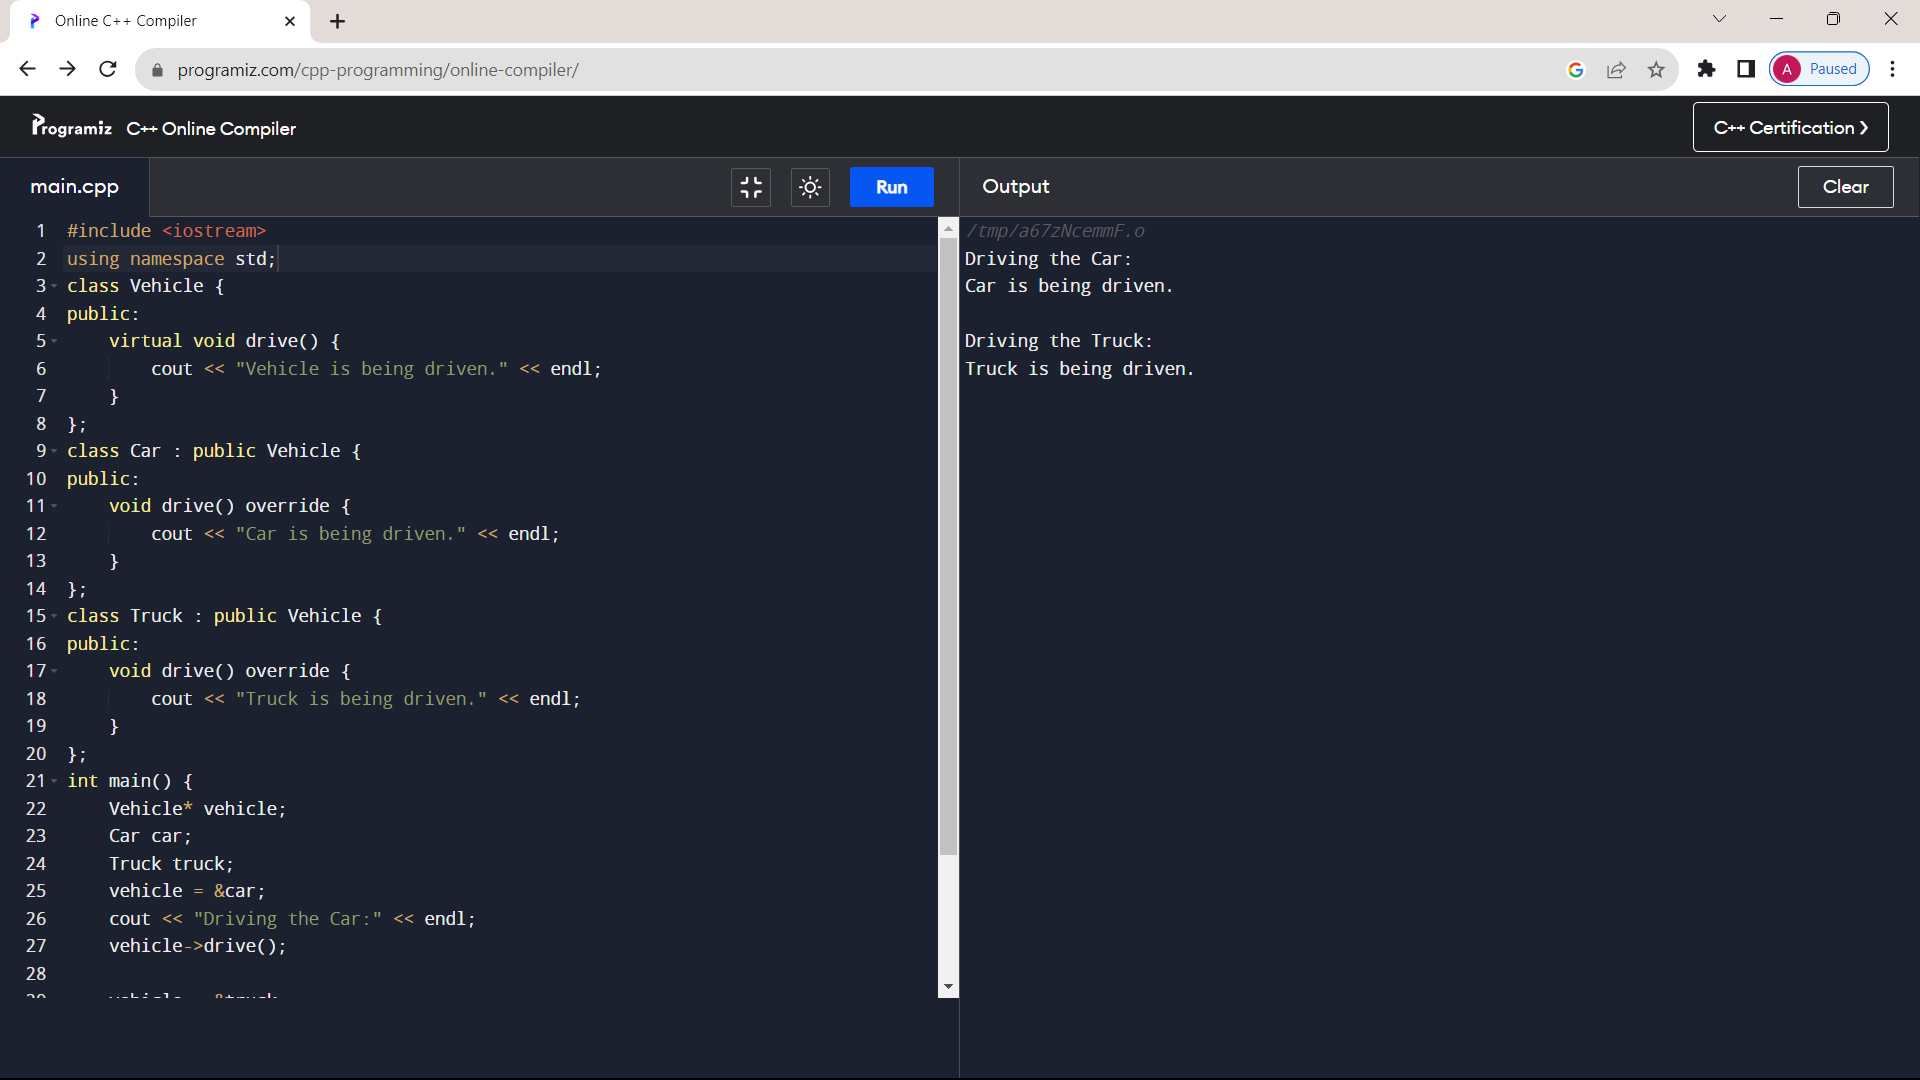 Online C++ Compiler
programiz.com/cpp-programming/online-compiler/
A Paused
Programiz C++ Online Compiler
C++ Certification
main.cpp
Run
Output
Clear
1 #include <iostream>
2 using namespace std;
3 class Vehicle {
4 public:
5     virtual void drive() {
6         cout << "Vehicle is being driven." << endl;
7     }
8 };
9 class Car : public Vehicle {
10 public:
11     void drive() override {
12         cout << "Car is being driven." << endl;
13     }
14 };
15 class Truck : public Vehicle {
16 public:
17     void drive() override {
18         cout << "Truck is being driven." << endl;
19     }
20 };
21 int main() {
22     Vehicle* vehicle;
23     Car car;
24     Truck truck;
25     vehicle = &car;
26     cout << "Driving the Car:" << endl;
27     vehicle->drive();
28
/tmp/a67zNcemmF.o
Driving the Car:
Car is being driven.
Driving the Truck:
Truck is being driven.